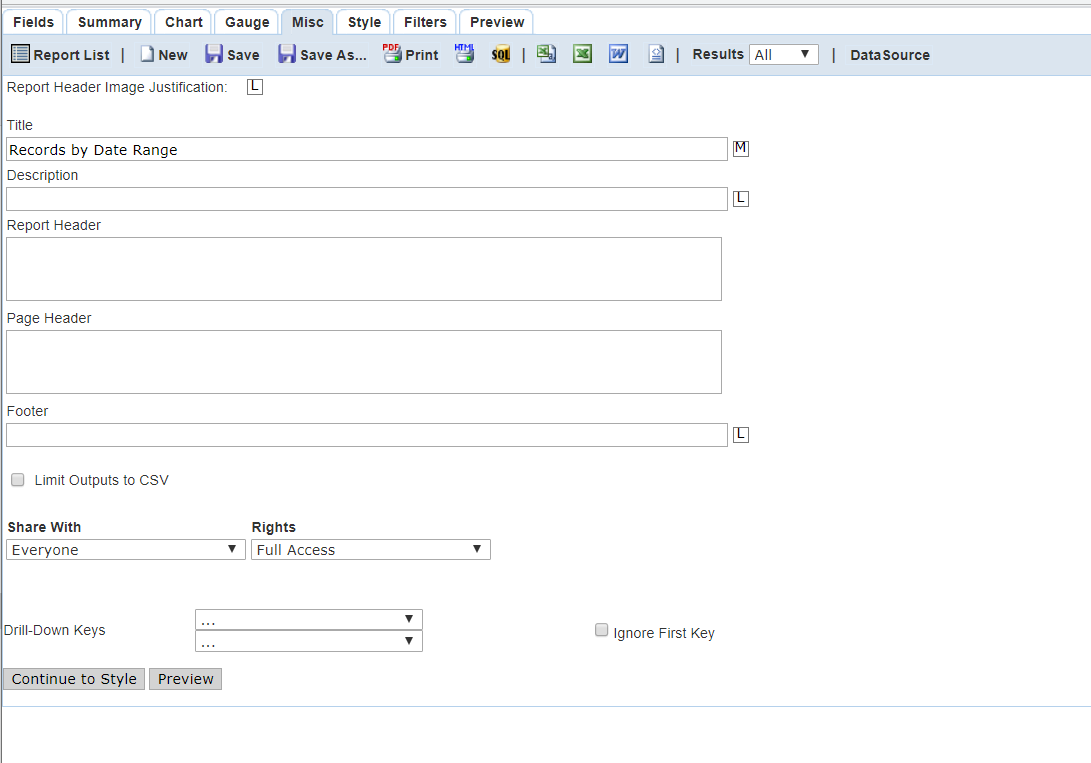 Fields Summary Chart Gauge Misc Style Filters Preview
Report List | New Save Save As... PDF Print HTML SQL | Results All ▼ | DataSource
Report Header Image Justification: L
Title
Records by Date Range M
Description
L
Report Header
Page Header
Footer
L
Limit Outputs to CSV
Share With Rights
Everyone ▼ Full Access ▼
... ▼
Drill-Down Keys Ignore First Key
... ▼
Continue to Style Preview